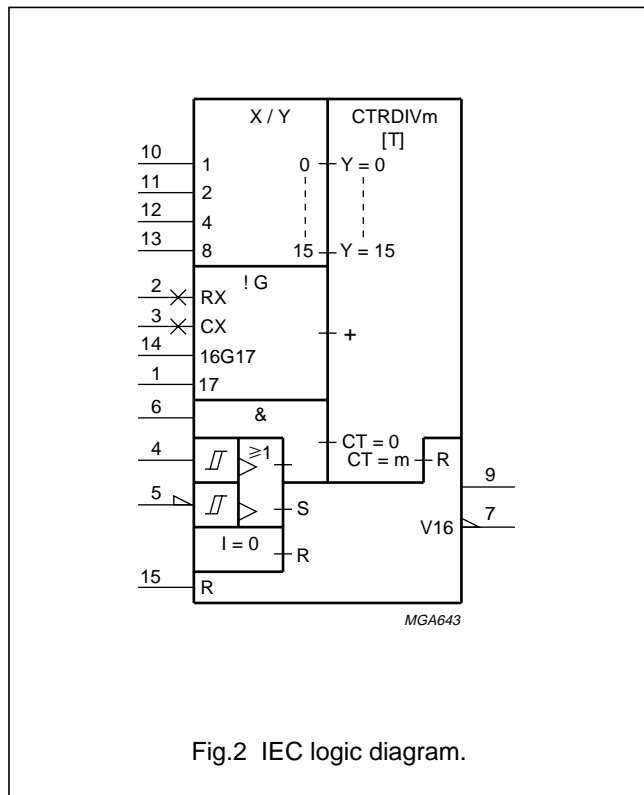 X / Y CTRDIVm
[T]
10 1 0 Y = 0
11 2
12 4
13 8 15 Y = 15
! G
2 RX
3 CX +
14 16G17
1 17
6 &
CT = 0
4 ≥1 CT = m R
9
5 S
7
V16
I = 0 R
15 R
MGA643
Fig.2 IEC logic diagram.